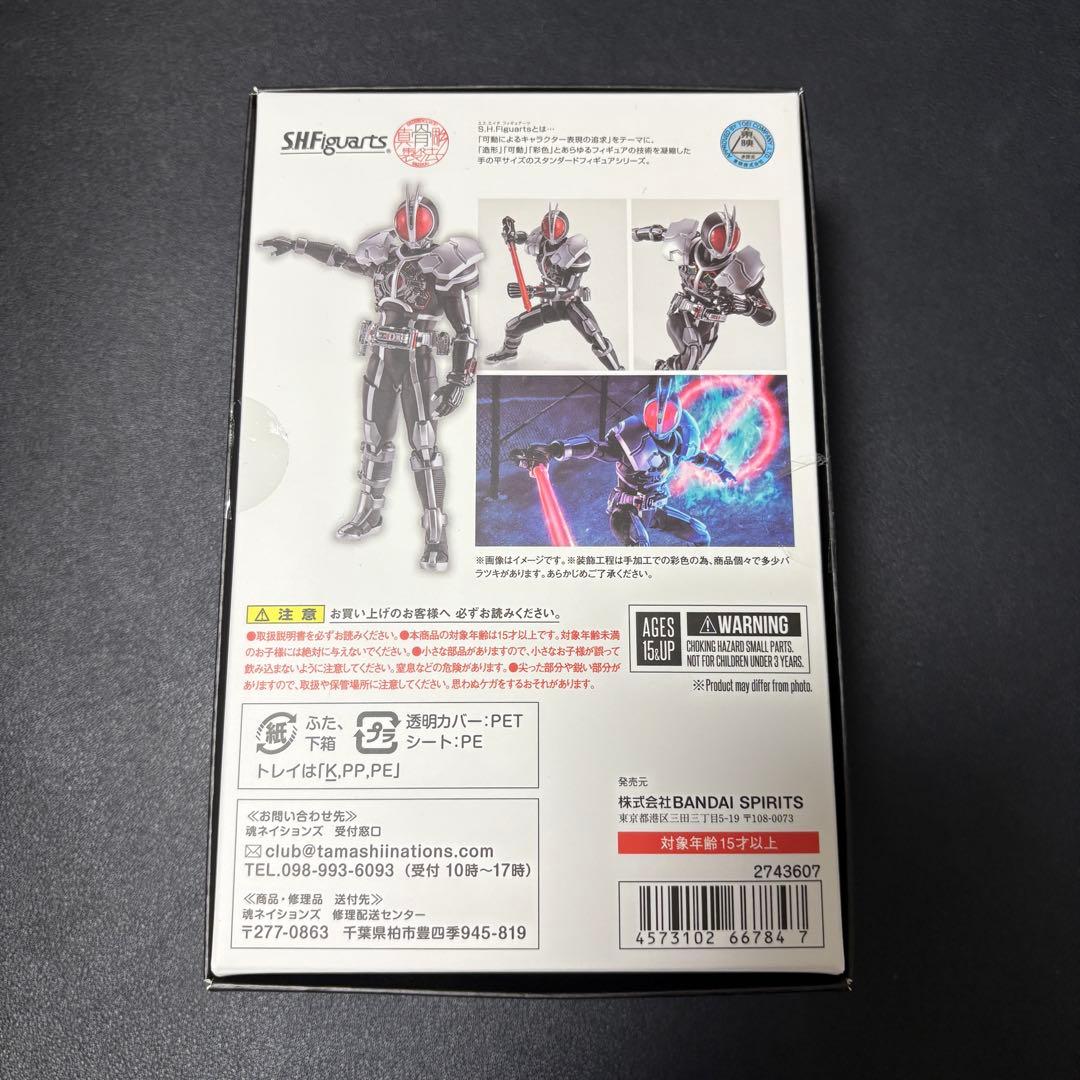 S.H.Figuarts
真骨彫
エス.エイチ フィギュアーツ
S.H.Figuartsとは…
「可動によるキャラクター表現の追求」をテーマに、
「造形」「可動」「彩色」とあらゆるフィギュアの技術を凝縮した
手の平サイズのスタンダードフィギュアシリーズ。
APPROVED BY TOEI COMPANY, LTD.
東映
※画像はイメージです。※装飾工程は手加工での彩色の為、商品個々で多少バ
ラツキがあります。あらかじめご了承ください。
注意 お買い上げのお客様へ 必ずお読みください。
●取扱説明書を必ずお読みください。●本商品の対象年齢は15才以上です。対象年齢未満
のお子様には絶対に与えないでください。●小さな部品がありますので、小さなお子様が誤って
飲み込まないように注意してください。窒息などの危険があります。●尖った部分や鋭い部分が
ありますので、取扱や保管場所に注意してください。思わぬケガをするおそれがあります。
AGES
15&UP
WARNING
CHOKING HAZARD SMALL PARTS.
NOT FOR CHILDREN UNDER 3 YEARS.
※Product may differ from photo.
紙 ふた、
下箱
プラ 透明カバー:PET
シート:PE
トレイは「K,PP,PE」
≪お問い合わせ先≫
魂ネイションズ 受付窓口
club@tamashiinations.com
TEL.098-993-6093 (受付 10時～17時)
≪商品・修理品 送付先≫
魂ネイションズ 修理配送センター
〒277-0863 千葉県柏市豊四季945-819
発売元
株式会社BANDAI SPIRITS
東京都港区三田三丁目5-19 〒108-0073
対象年齢15才以上
2743607
4573102 66784 7